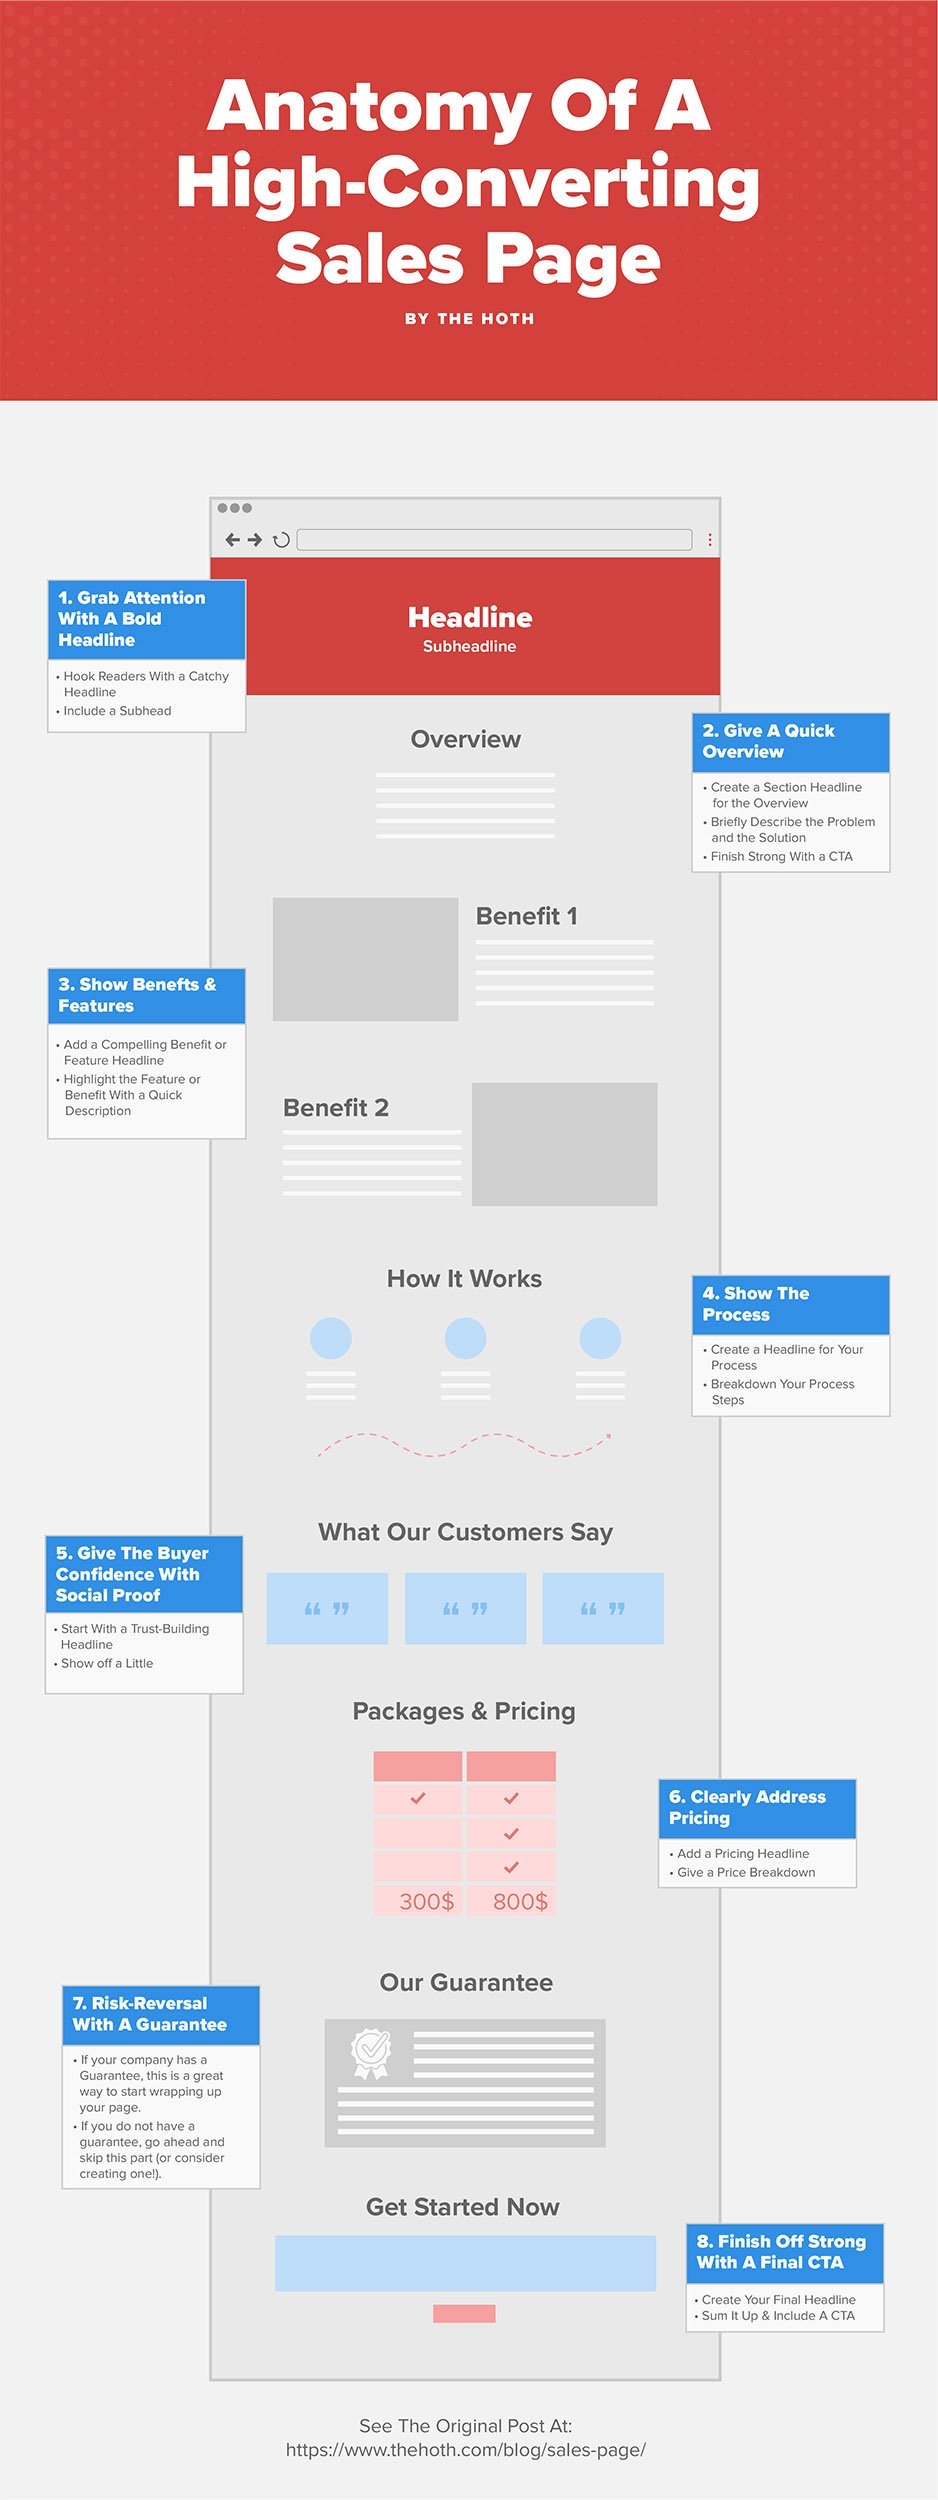 Anatomy Of A
High-Converting
Sales Page
BY THE HOTH
1. Grab Attention
With A Bold
Headline
• Hook Readers With a Catchy
Headline
• Include a Subhead
Headline
Subheadline
Overview
2. Give A Quick
Overview
• Create a Section Headline
for the Overview
• Briefly Describe the Problem
and the Solution
• Finish Strong With a CTA
Benefit 1
3. Show Benefts &
Features
• Add a Compelling Benefit or
Feature Headline
• Highlight the Feature or
Benefit With a Quick
Description
Benefit 2
How It Works
4. Show The
Process
• Create a Headline for Your
Process
• Breakdown Your Process
Steps
What Our Customers Say
5. Give The Buyer
Confidence With
Social Proof
• Start With a Trust-Building
Headline
• Show off a Little
“ ” “ ” “ ”
Packages & Pricing
300$ 800$
6. Clearly Address
Pricing
• Add a Pricing Headline
• Give a Price Breakdown
Our Guarantee
7. Risk-Reversal
With A Guarantee
• If your company has a
Guarantee, this is a great
way to start wrapping up
your page.
• If you do not have a
guarantee, go ahead and
skip this part (or consider
creating one!).
Get Started Now
8. Finish Off Strong
With A Final CTA
• Create Your Final Headline
• Sum It Up & Include A CTA
See The Original Post At:
https://www.thehoth.com/blog/sales-page/